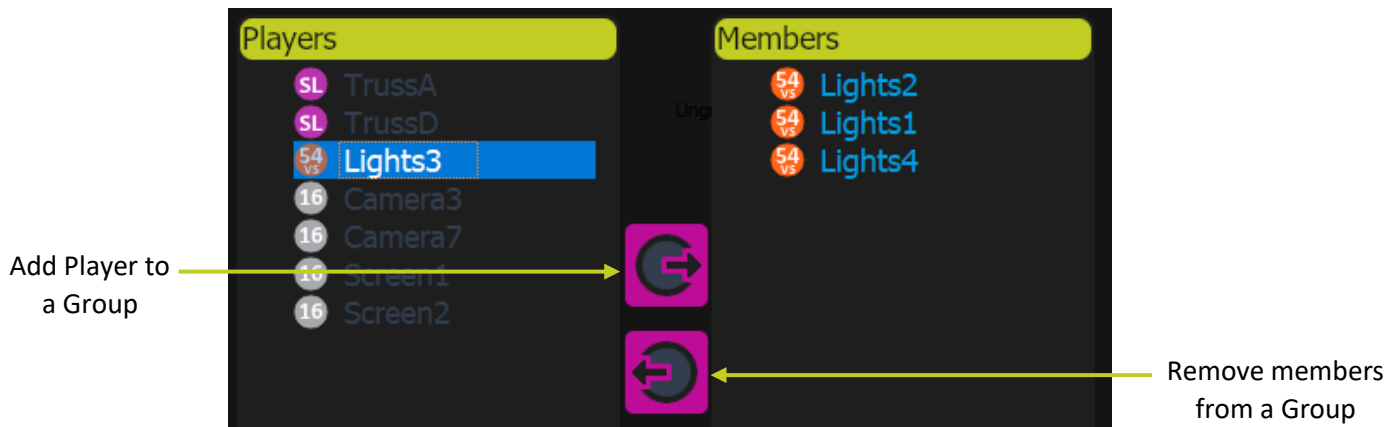 Players
SL TrussA
SL TrussD
54 VS Lights3
16 Camera3
16 Camera7
16 Screen1
16 Screen2
Members
54 VS Lights2
54 VS Lights1
54 VS Lights4
Add Player to
a Group
Remove members
from a Group